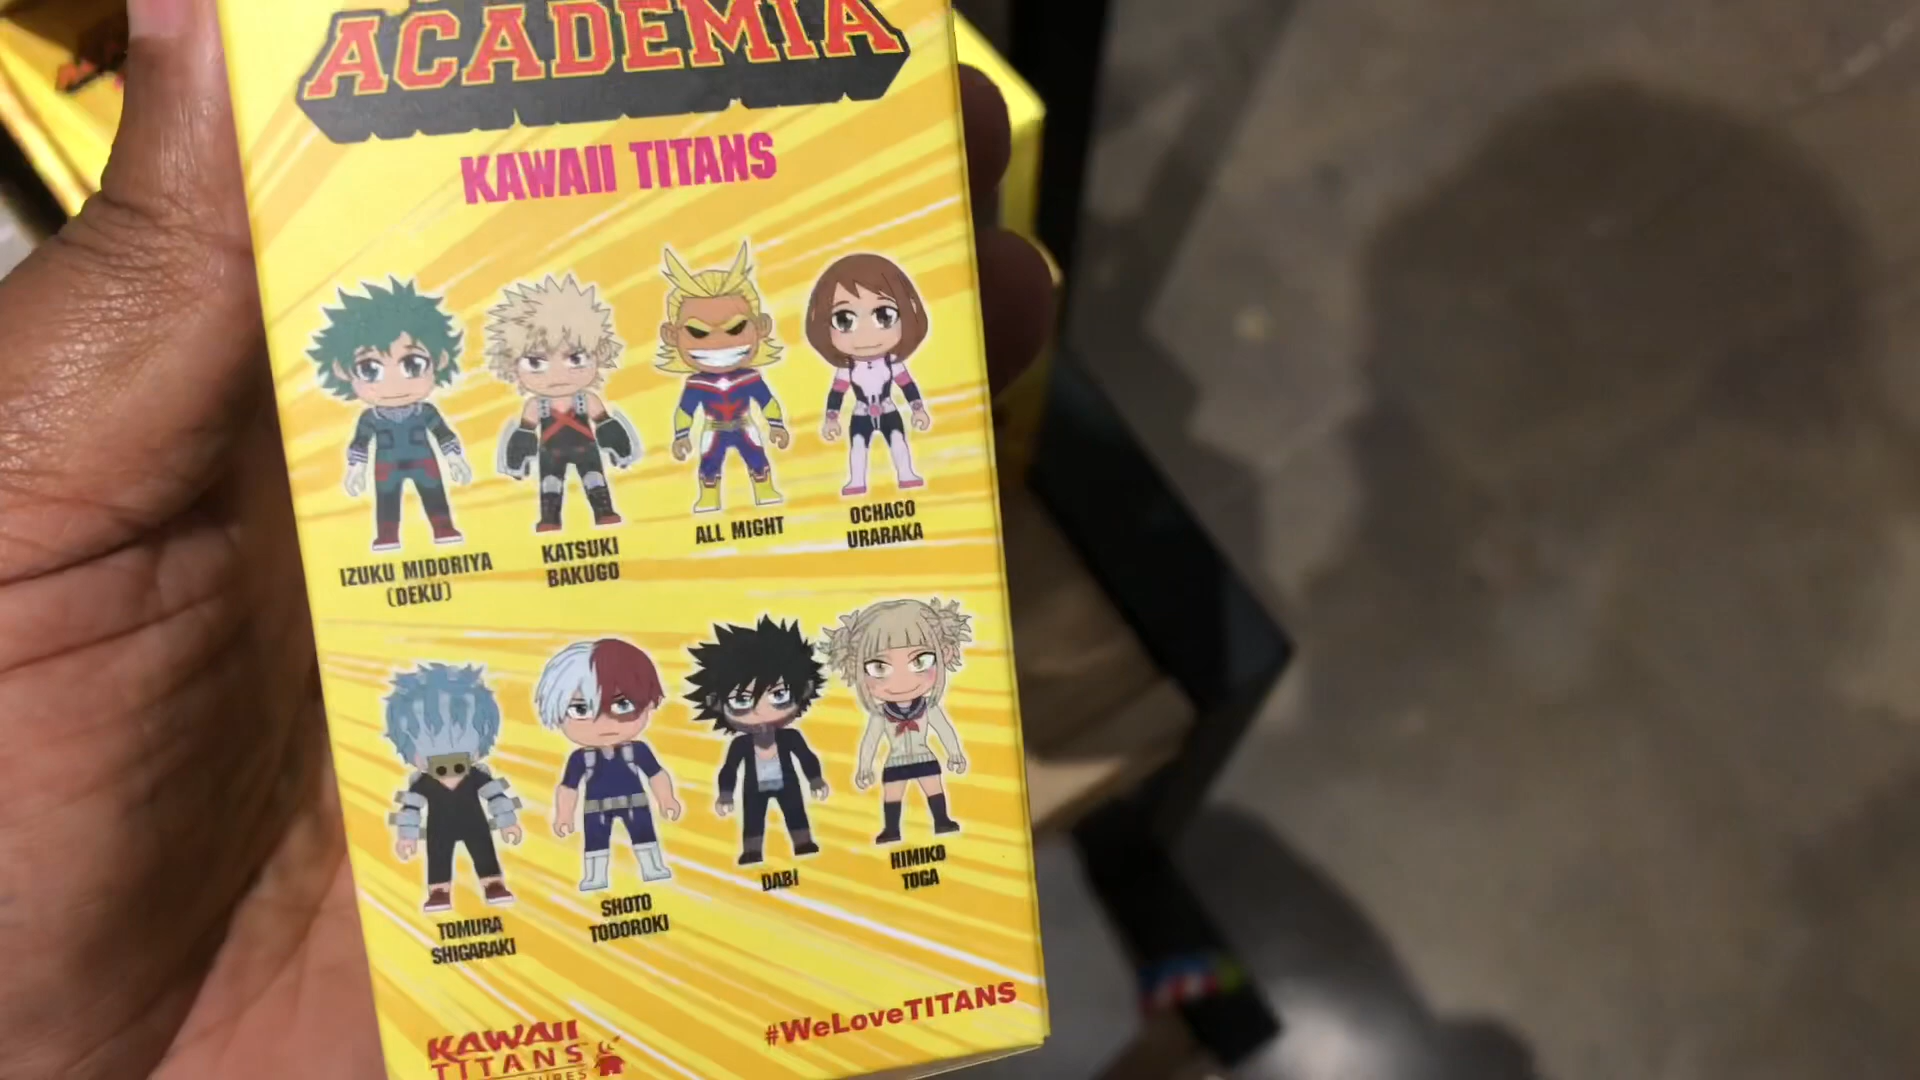 ACADEMIA
KAWAII TITANS
IZUKU MIDORIYA
(DEKU)
KATSUKI
BAKUGO
ALL MIGHT
OCHACO
URARAKA
TOMURA
SHIGARAKI
SHOTO
TODOROKI
DABI
HIMIKO
TOGA
#WeLoveTITANS
KAWAII
TITANS